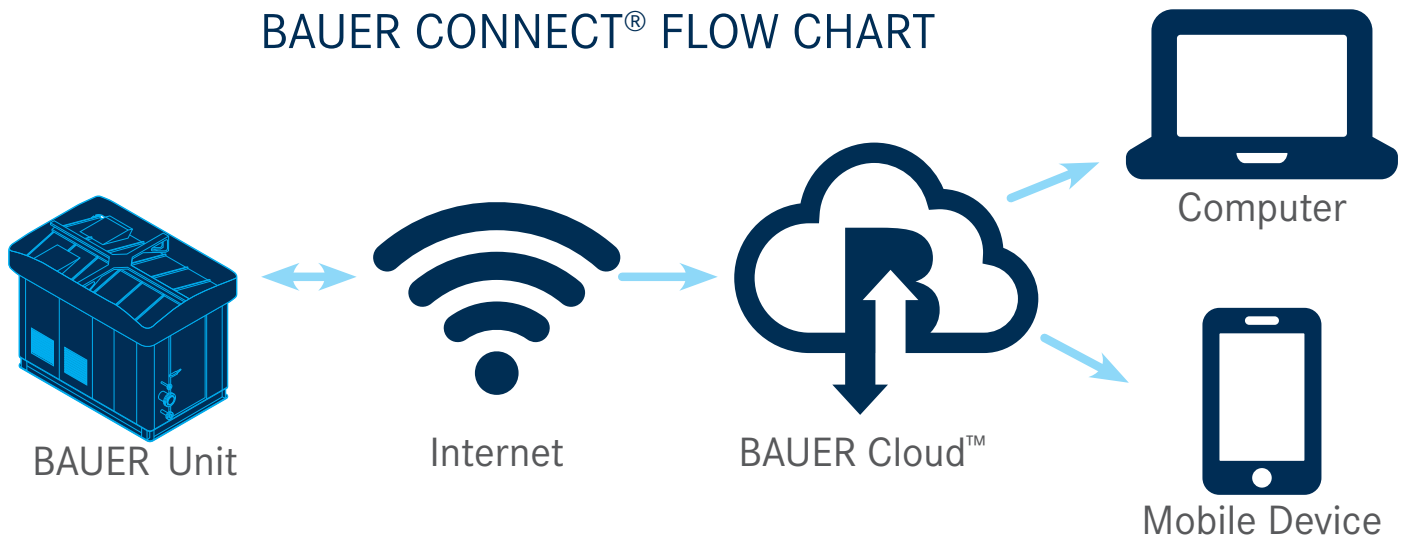 BAUER CONNECT® FLOW CHART
Computer
BAUER Unit
Internet
BAUER Cloud™
B
Mobile Device